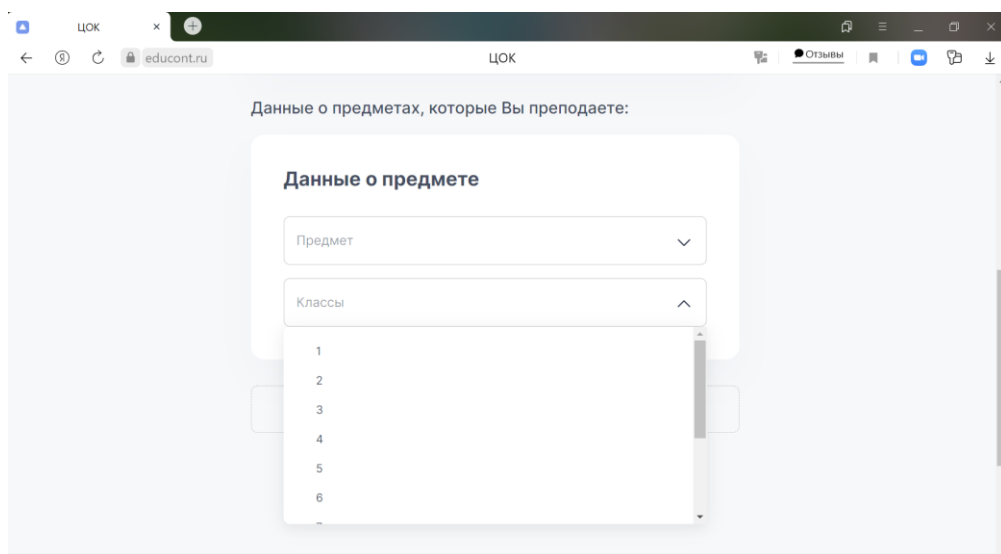 ЦОК
educont.ru
ЦОК
Отзывы
Данные о предметах, которые Вы преподаете:
Данные о предмете
Предмет
Классы
1
2
3
4
5
6